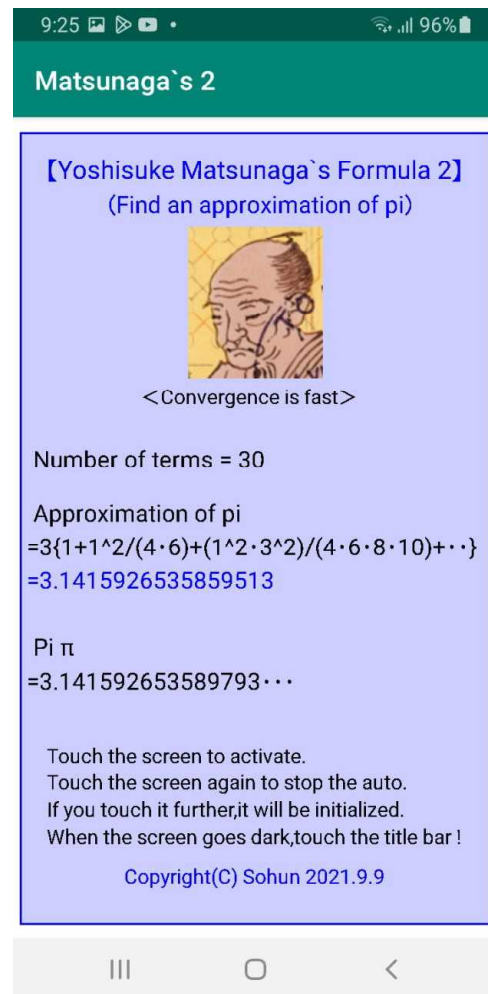 9:25
96%
Matsunaga`s 2
【Yoshisuke Matsunaga`s Formula 2】
(Find an approximation of pi)
＜Convergence is fast＞
Number of terms = 30
Approximation of pi
=3{1+1^2/(4･6)+(1^2･3^2)/(4･6･8･10)+･･}
=3.1415926535859513
Pi π
=3.141592653589793･･･
Touch the screen to activate.
Touch the screen again to stop the auto.
If you touch it further,it will be initialized.
When the screen goes dark,touch the title bar !
Copyright(C) Sohun 2021.9.9